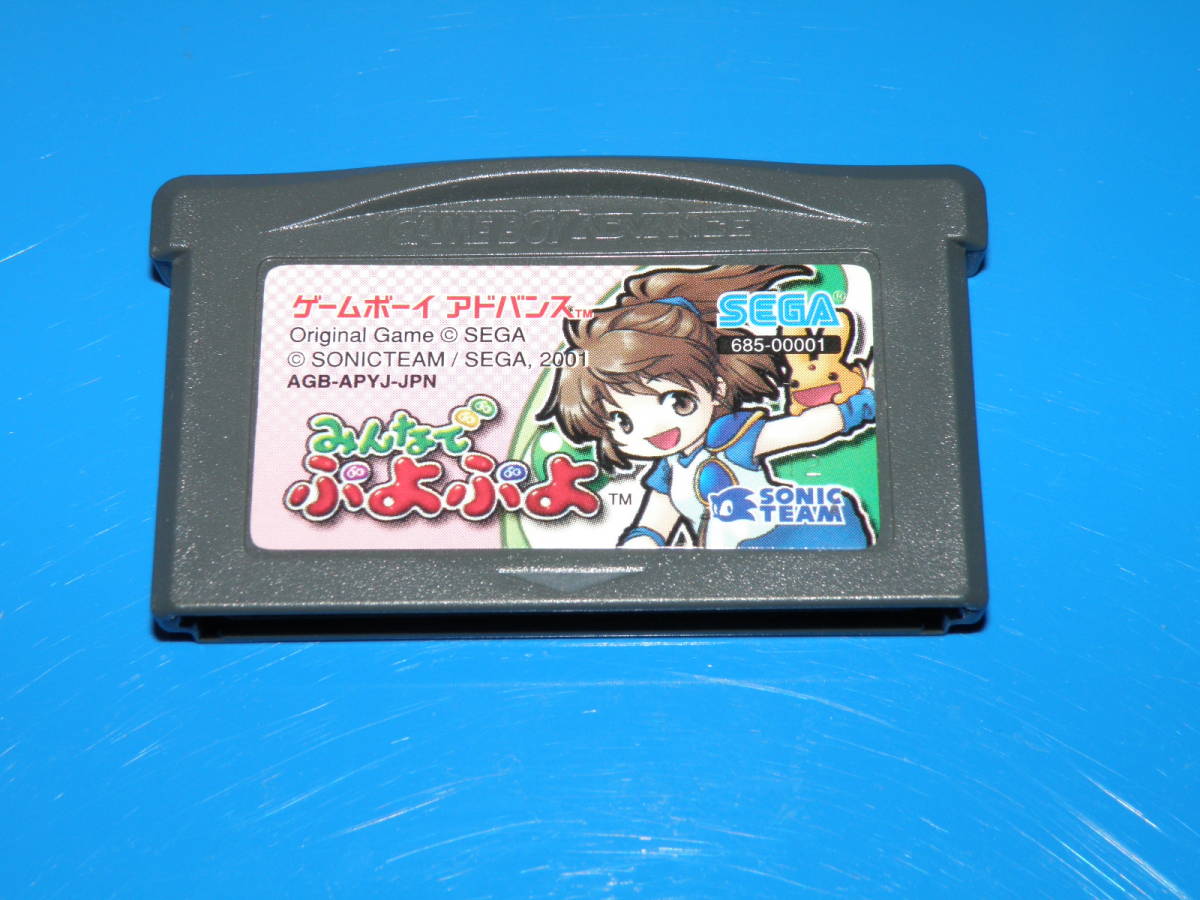 GAME BOY ADVANCE
ゲームボーイ アドバンス™
Original Game © SEGA
© SONICTEAM / SEGA, 2001
AGB-APYJ-JPN
SEGA®
685-00001
みんなで
ぷよぷよ™
SONIC
TEAM